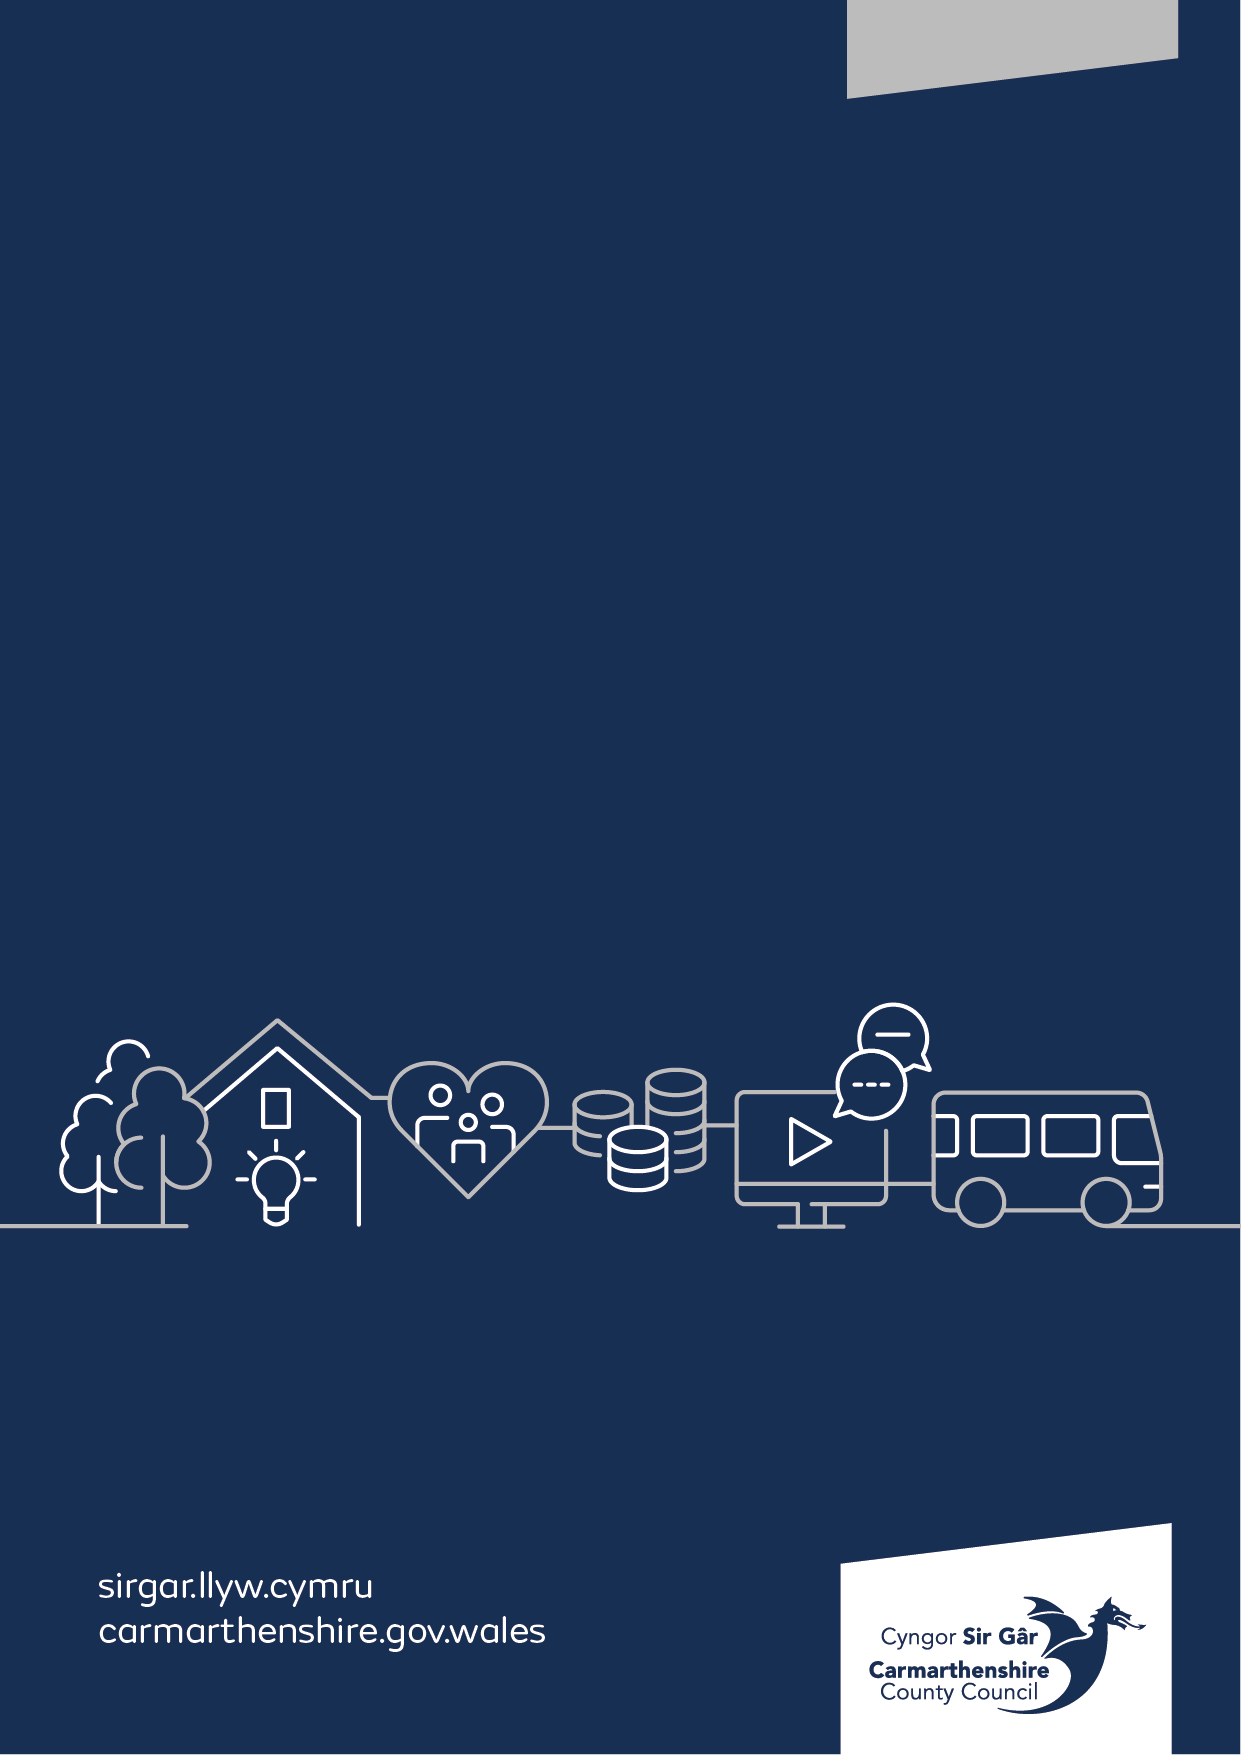 sirgar.llyw.cymru
carmarthenshire.gov.wales
Cyngor Sir Gâr
Carmarthenshire
County Council